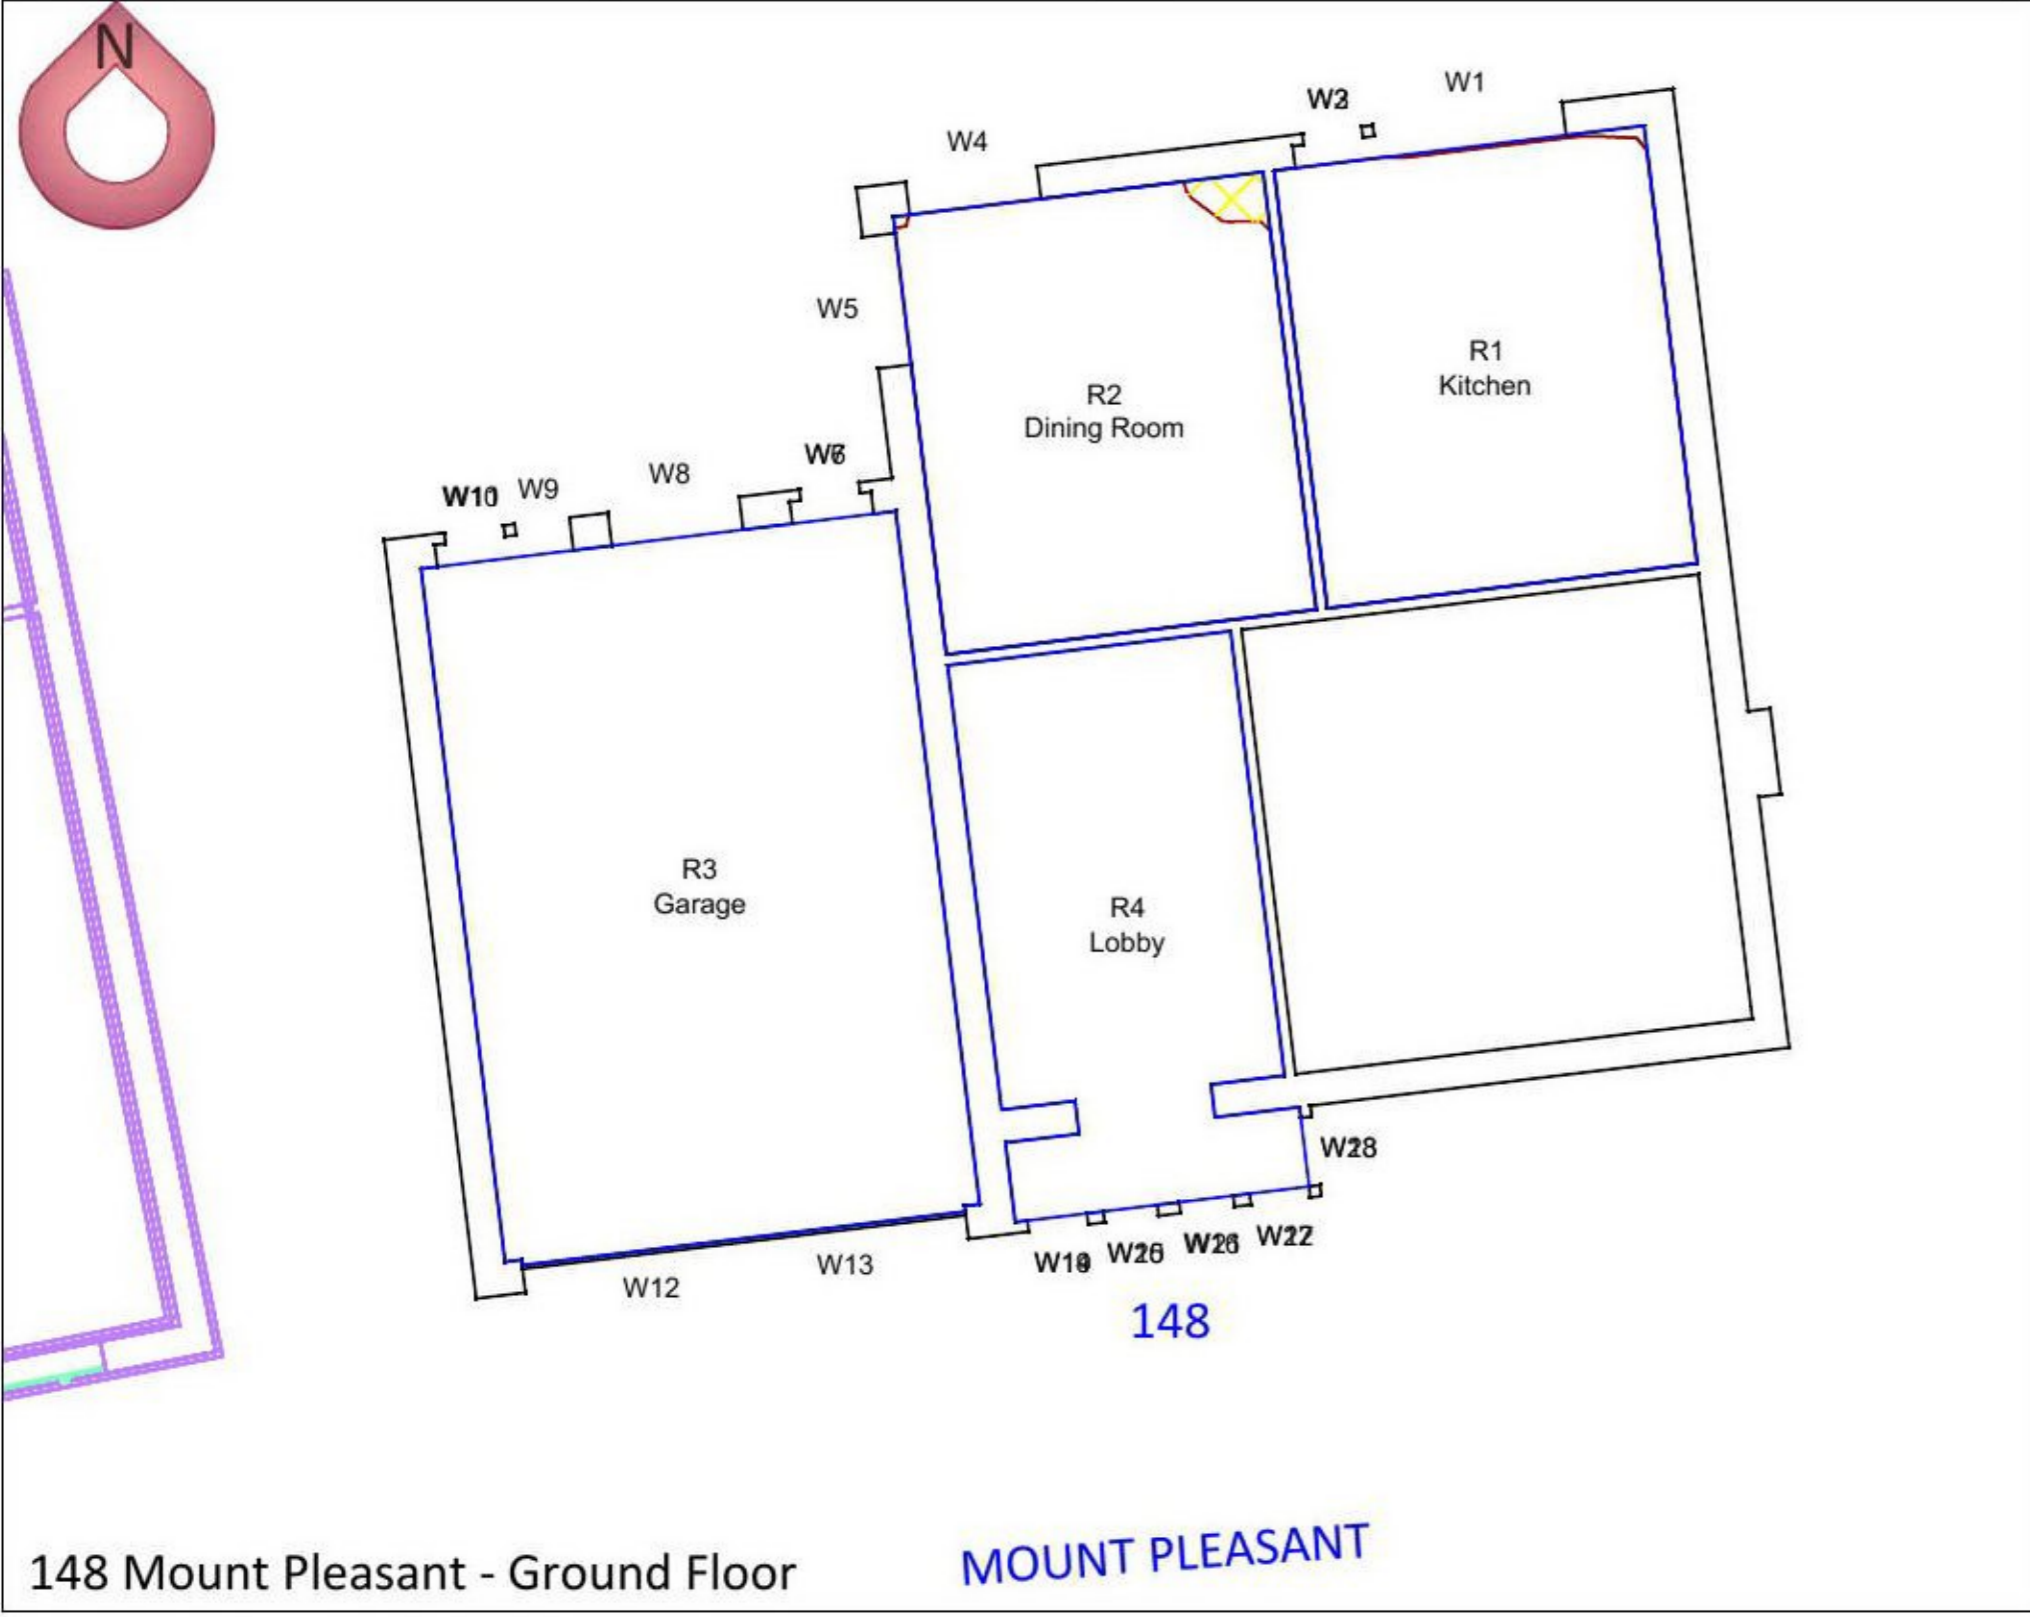 N
W1
W4
W5
R1
Kitchen
R2
Dining Room
W9
W8
R3
Garage
R4
Lobby
W12
W13
148
148 Mount Pleasant - Ground Floor
MOUNT PLEASANT